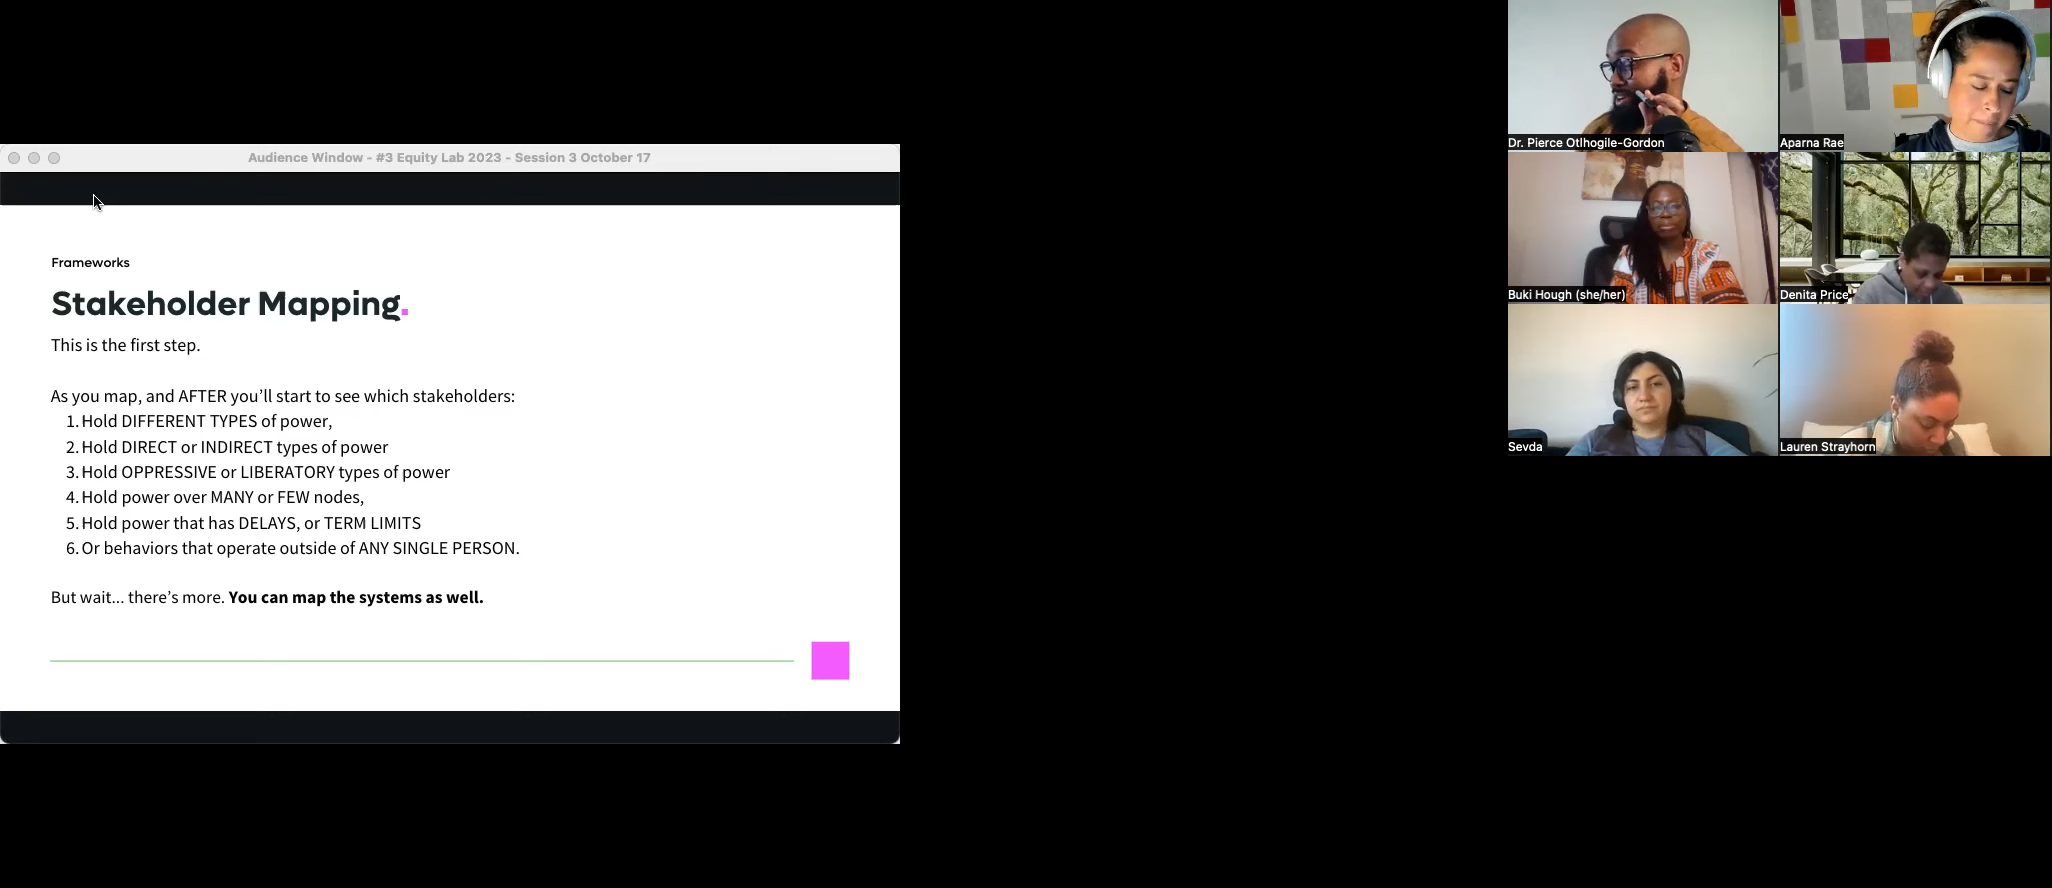 Audience Window - #3 Equity Lab 2023 - Session 3 October 17
Frameworks
Stakeholder Mapping.
This is the first step.
As you map, and AFTER you’ll start to see which stakeholders:
1. Hold DIFFERENT TYPES of power,
2. Hold DIRECT or INDIRECT types of power
3. Hold OPPRESSIVE or LIBERATORY types of power
4. Hold power over MANY or FEW nodes,
5. Hold power that has DELAYS, or TERM LIMITS
6. Or behaviors that operate outside of ANY SINGLE PERSON.
But wait... there’s more. You can map the systems as well.
Dr. Pierce Otlhogile-Gordon
Aparna Rae
Buki Hough (she/her)
Denita Price
Sevda
Lauren Strayhorn